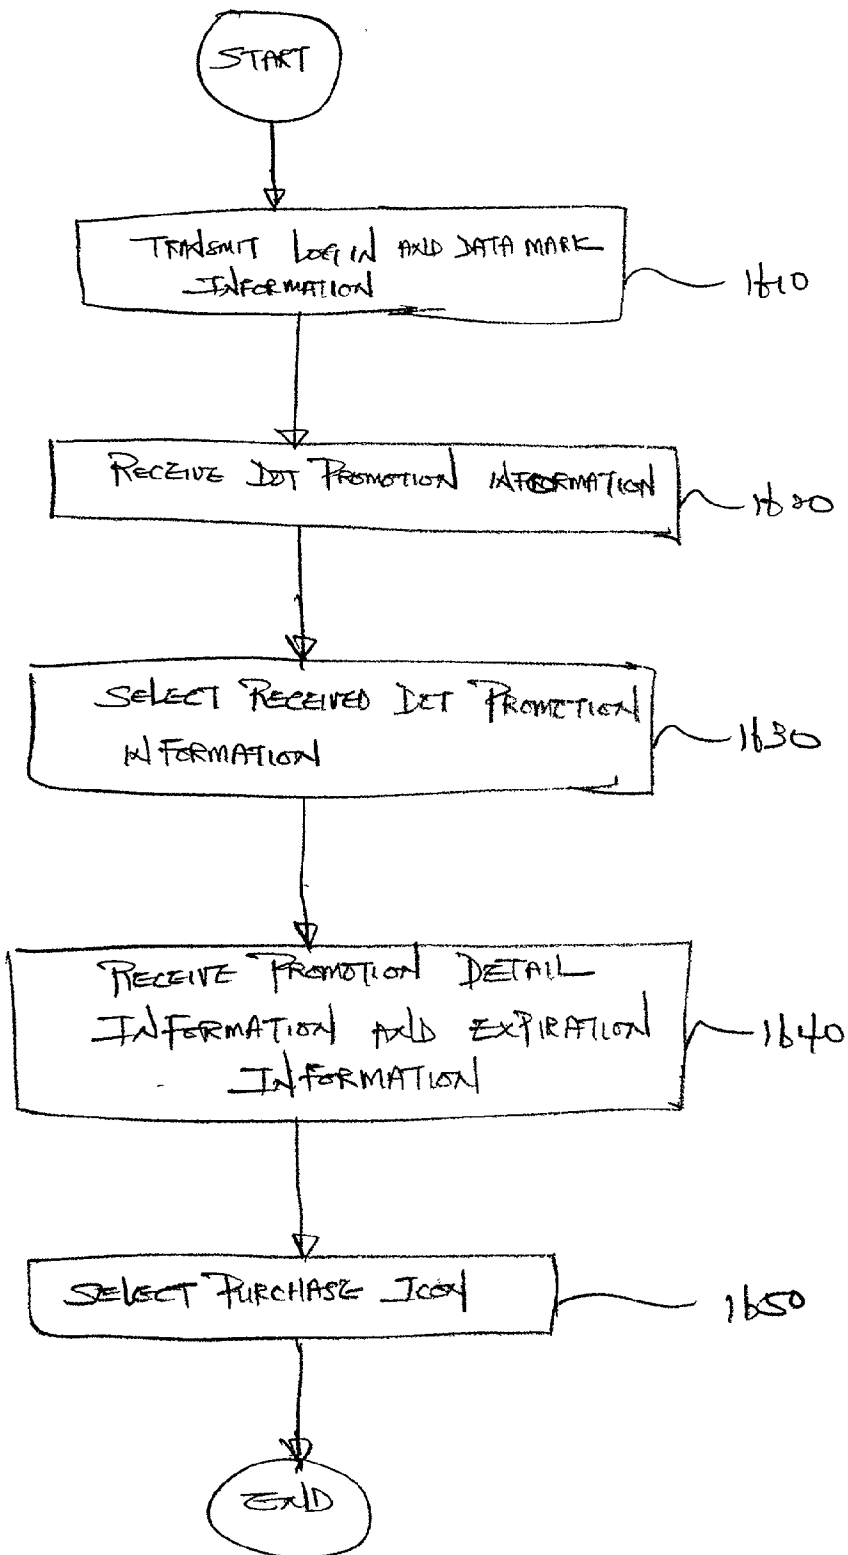 START
TRANSMIT LOGIN AND DATA MARK
INFORMATION
1610
RECEIVE DOT PROMOTION INFORMATION
1620
SELECT RECEIVED DOT PROMOTION
INFORMATION
1630
RECEIVE PROMOTION DETAIL
INFORMATION AND EXPIRATION
INFORMATION
1640
SELECT PURCHASE ICON
1650
END